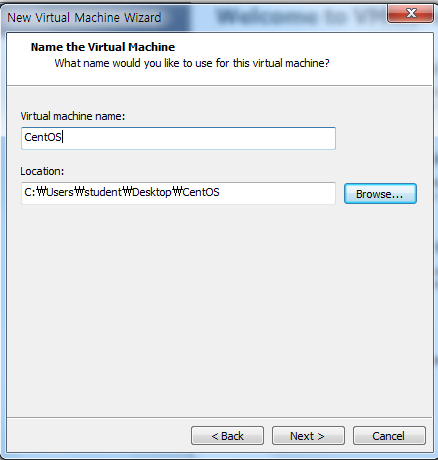 New Virtual Machine Wizard
Welcome to VM
Name the Virtual Machine
What name would you like to use for this virtual machine?
Virtual machine name:
CentOS
Location:
C:₩Users₩student₩Desktop₩CentOS
Browse...
< Back
Next >
Cancel